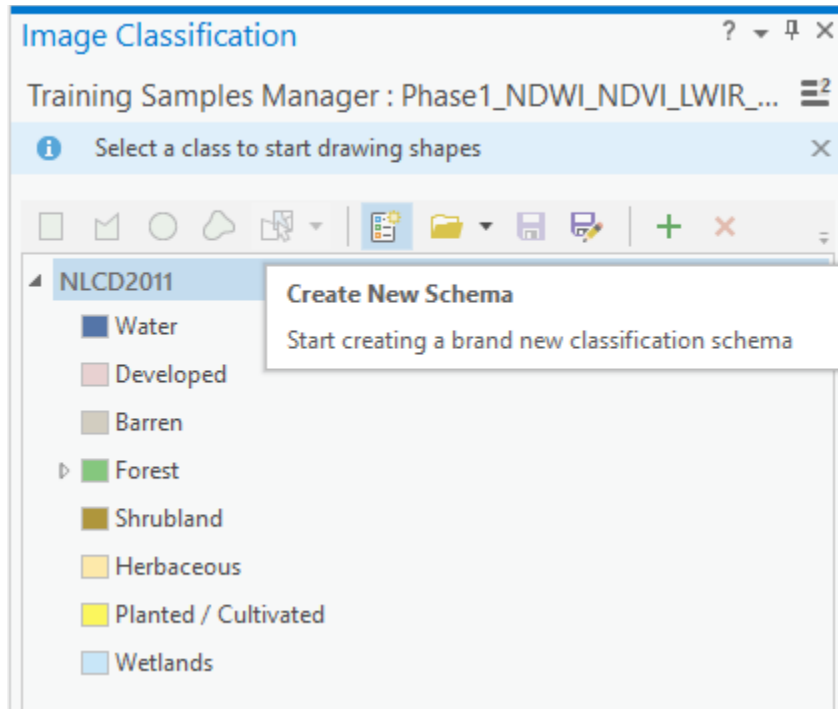 Image Classification
?
Training Samples Manager : Phase1_NDWI_NDVI_LWIR_...
2
Select a class to start drawing shapes
NLCD2011
Create New Schema
Start creating a brand new classification schema
Water
Developed
Barren
Forest
Shrubland
Herbaceous
Planted / Cultivated
Wetlands